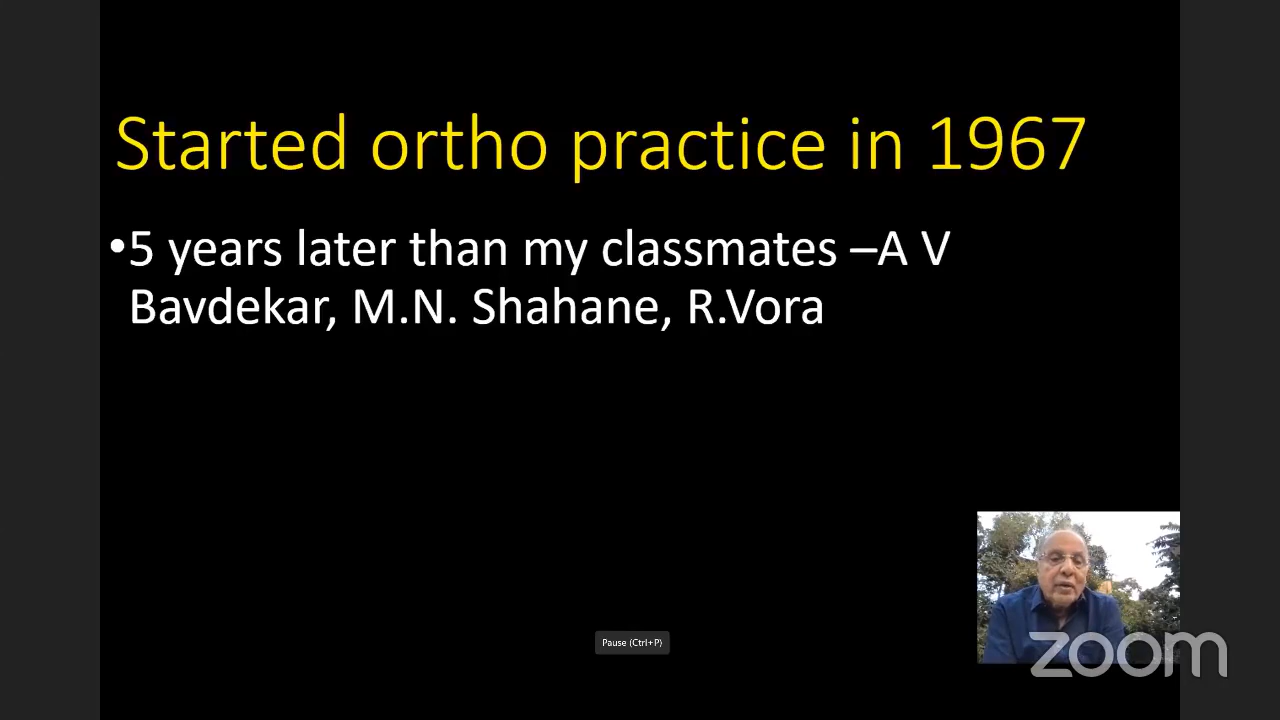 Started ortho practice in 1967
•5 years later than my classmates –A V
Bavdekar, M.N. Shahane, R.Vora
Pause (Ctrl+P)
zoom